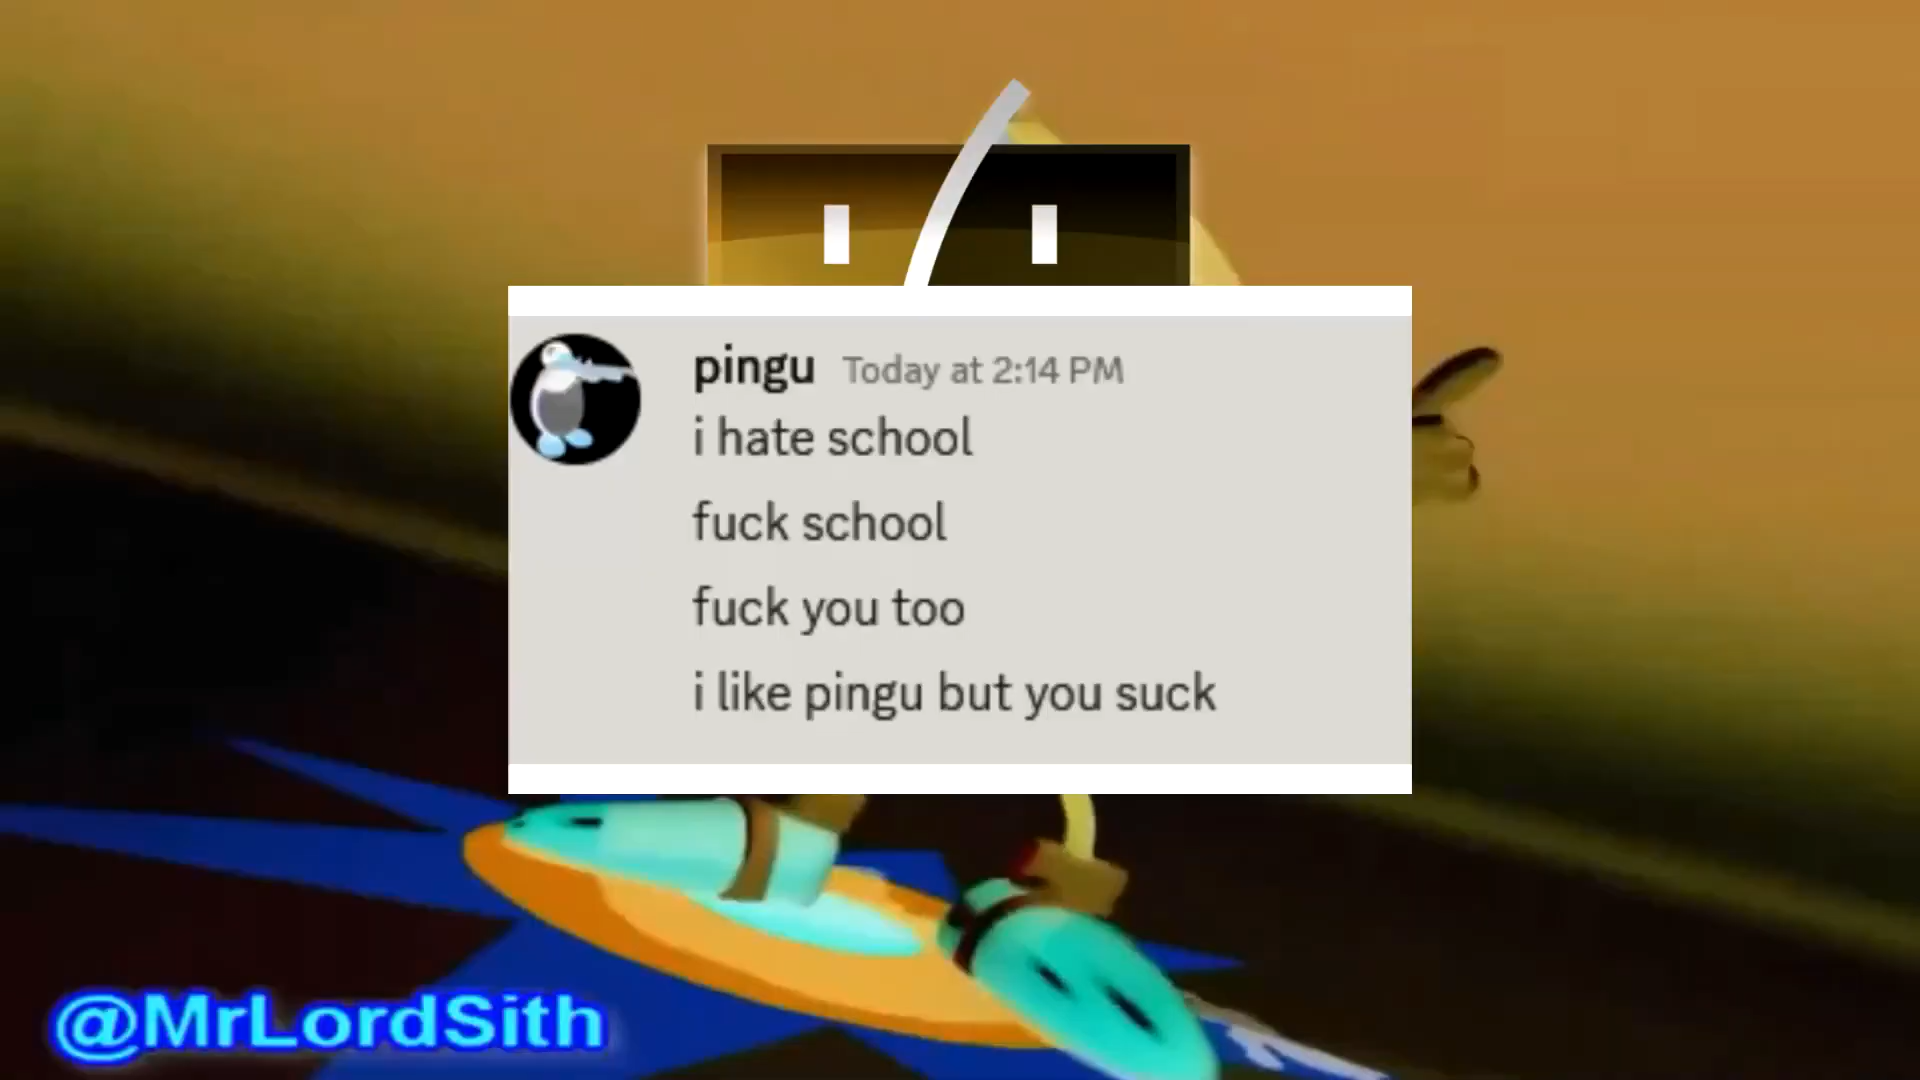 pingu Today at 2:14 PM
i hate school
fuck school
fuck you too
i like pingu but you suck
@MrLordSith